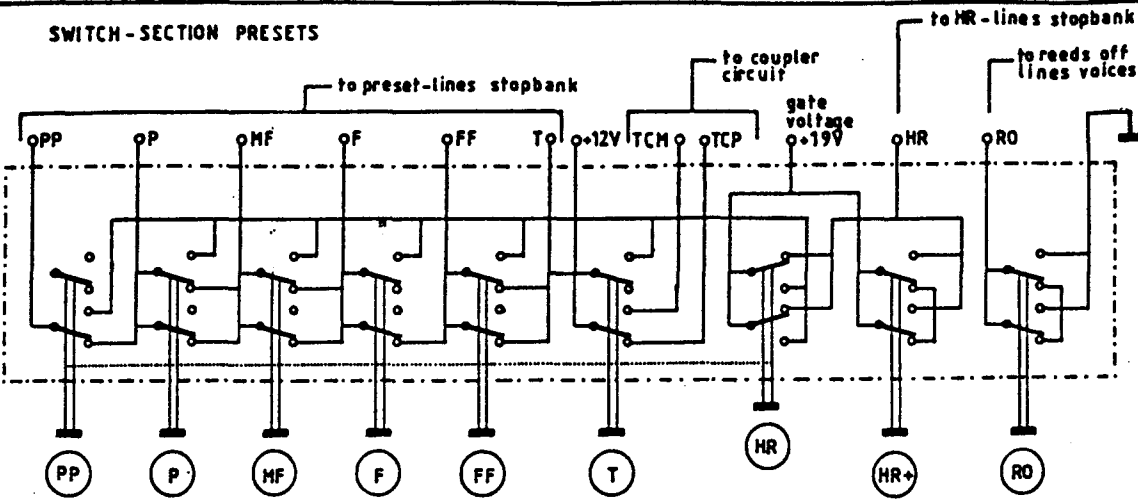 SWITCH-SECTION PRESETS
to HR-lines stopbank
to preset-lines stopbank
to coupler
circuit
to reeds off
lines voices
gate
voltage
PP P MF F FF T +12V TCM TCP +19V HR RO
PP P MF F FF T HR HR+ RO